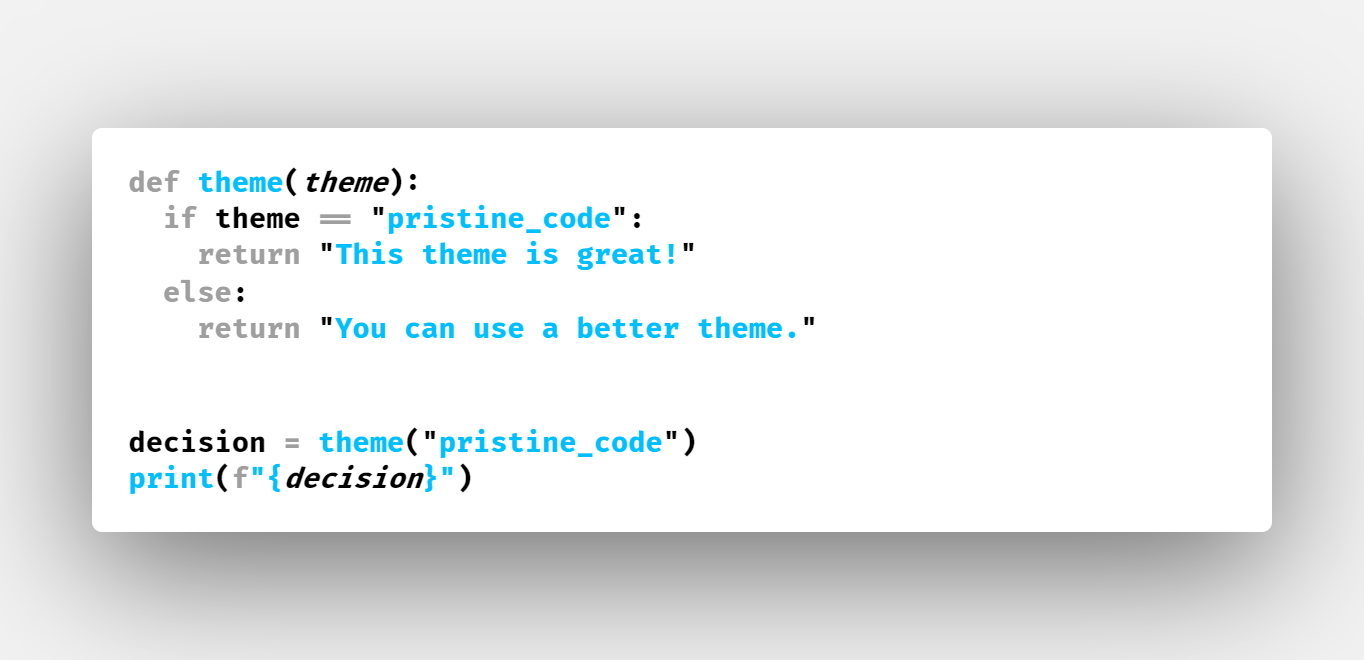 def theme(theme):
  if theme == "pristine_code":
    return "This theme is great!"
  else:
    return "You can use a better theme."
decision = theme("pristine_code")
print(f"{decision}")